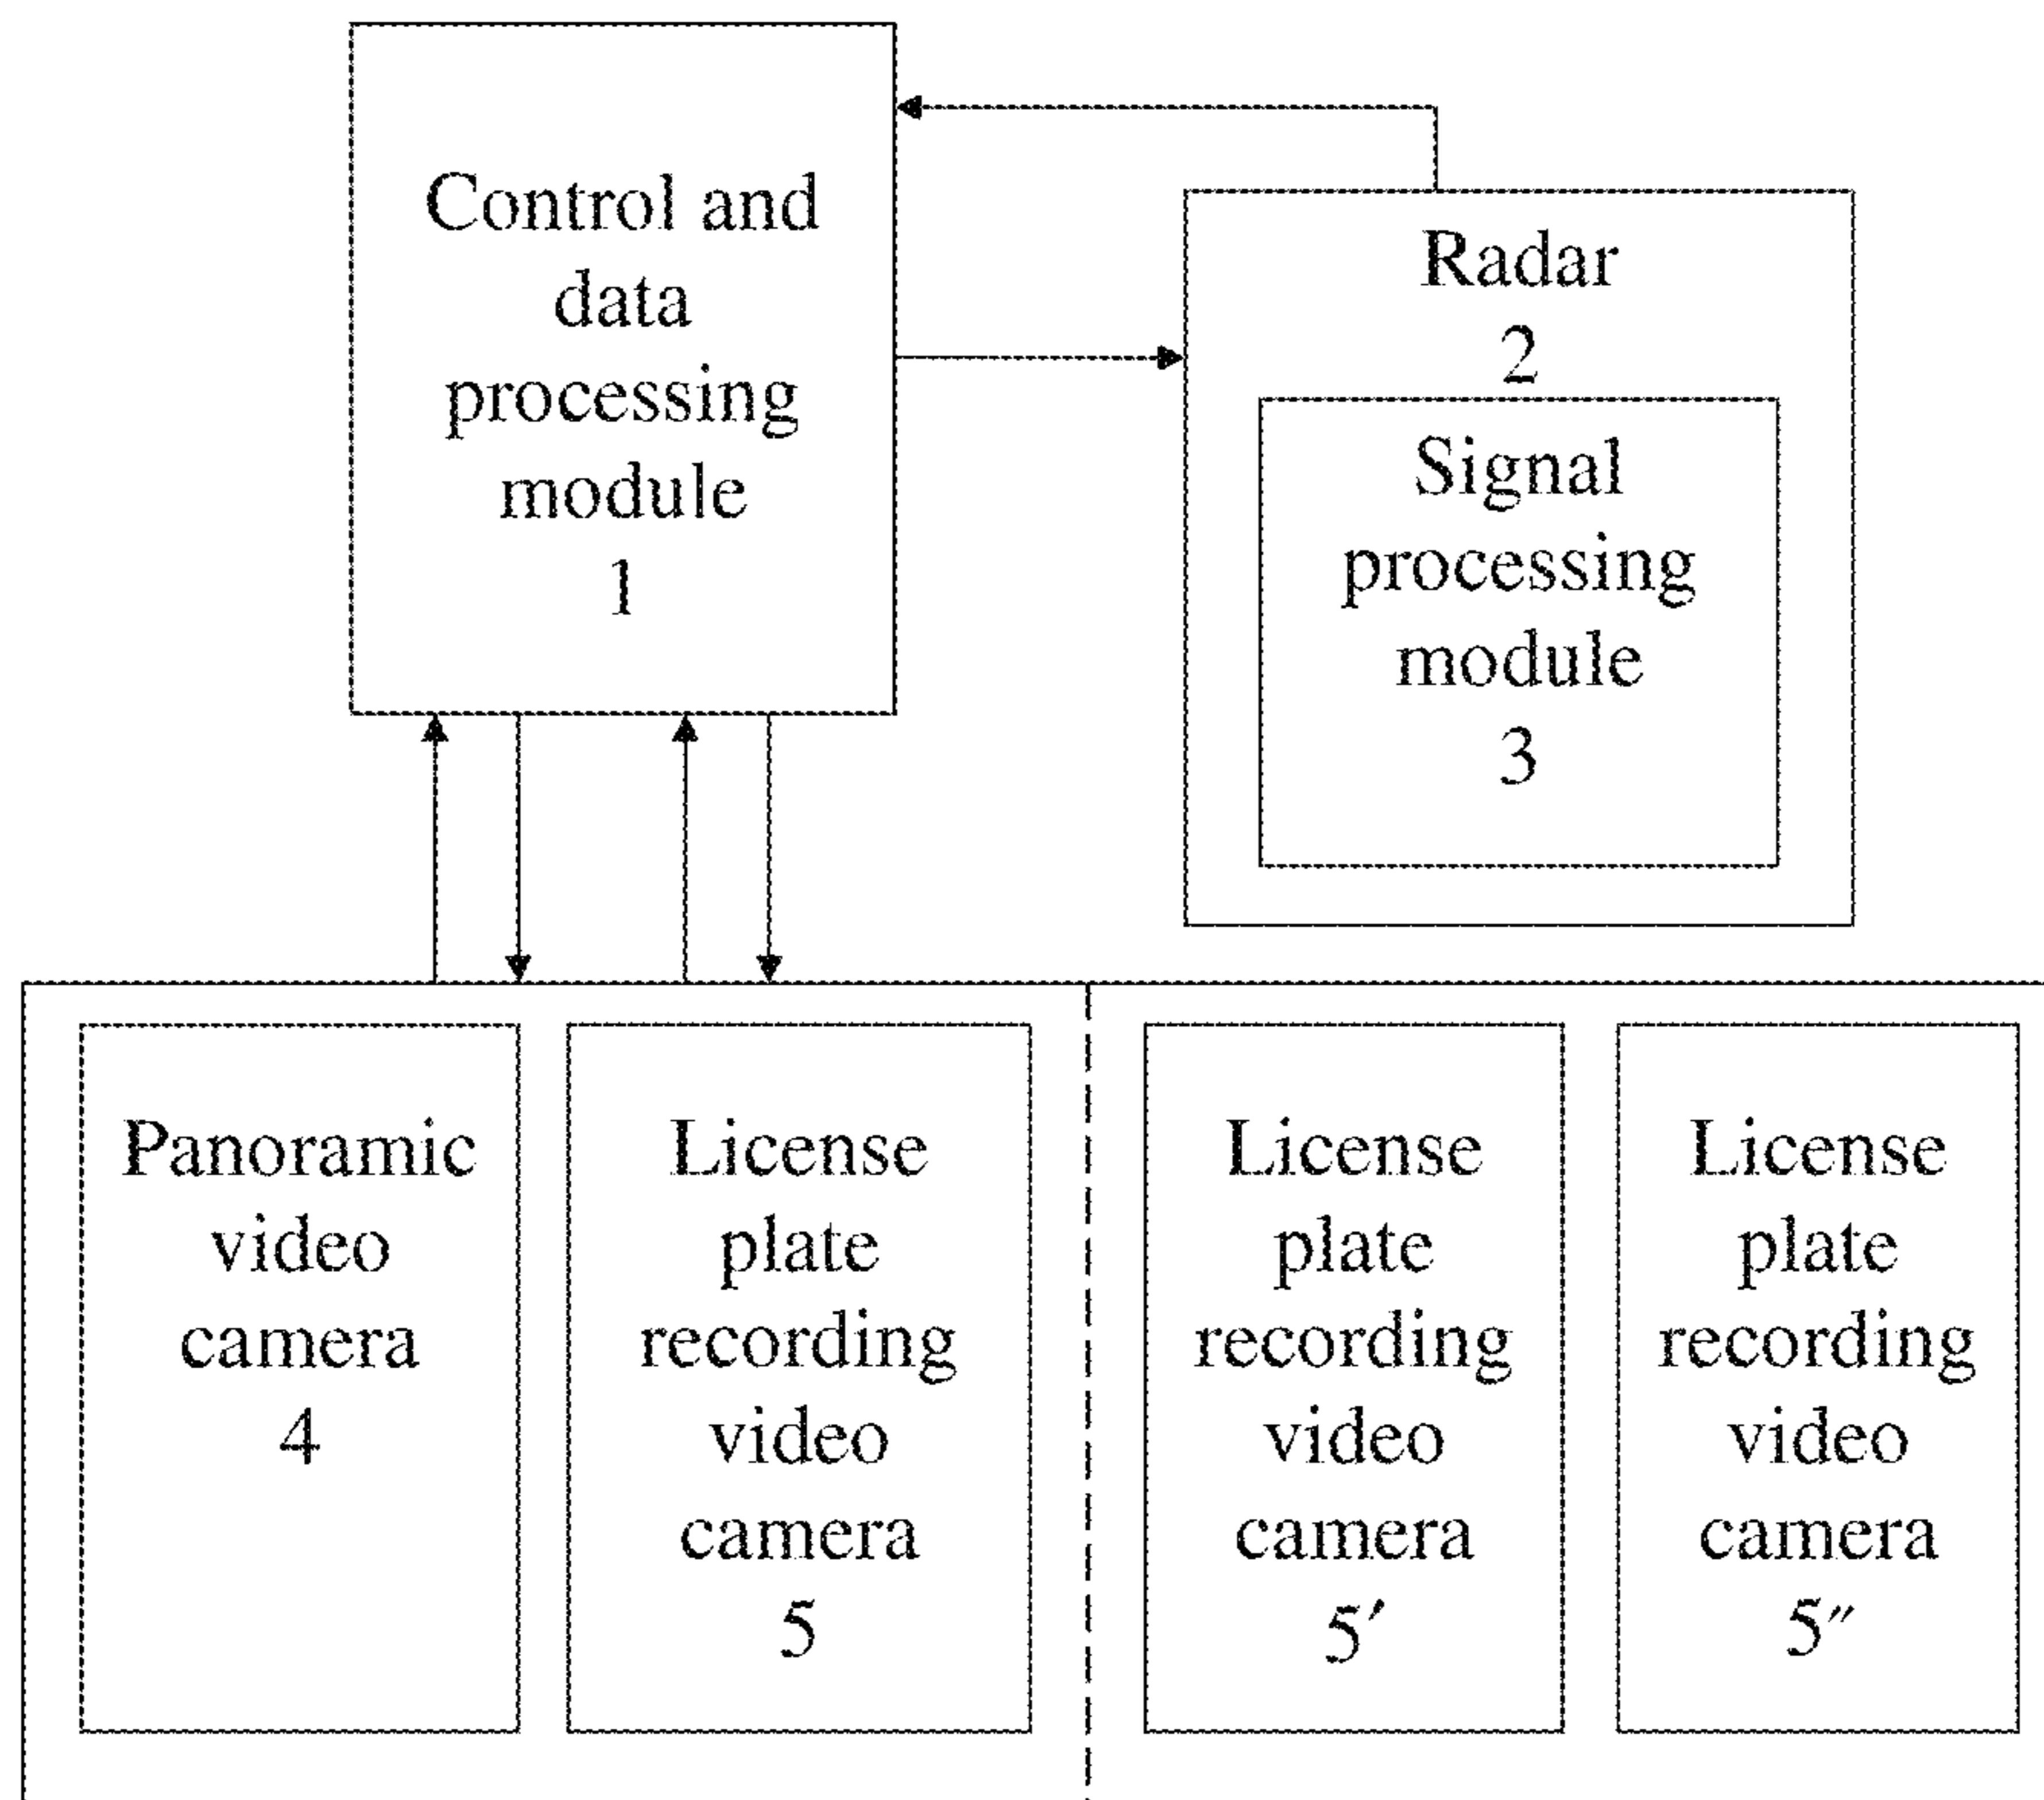 Control and
data
processing
module
1
Radar
2
Signal
processing
module
3
Panoramic
video
camera
4
License
plate
recording
video
camera
5
License
plate
recording
video
camera
5′
License
plate
recording
video
camera
5″